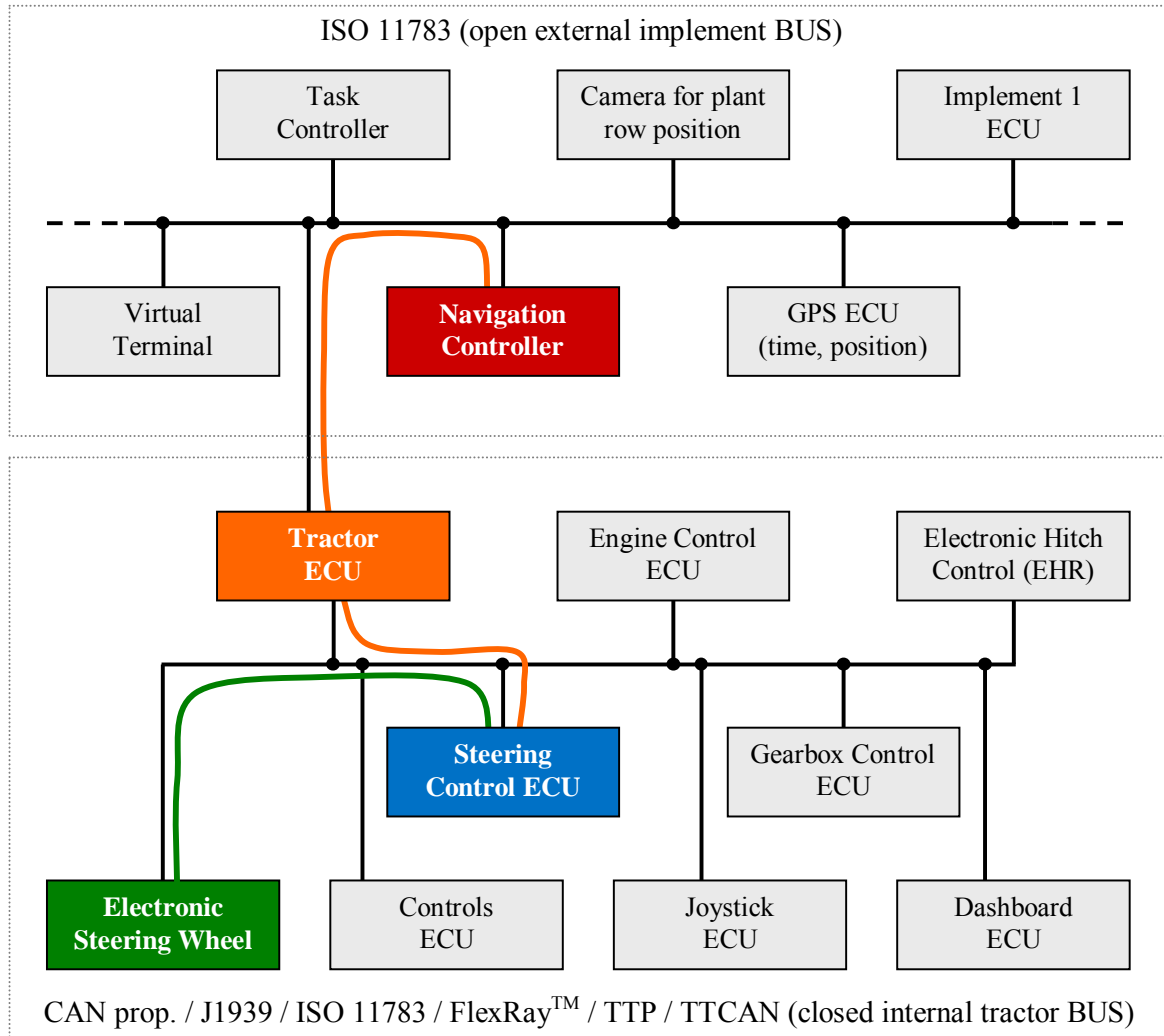 ISO 11783 (open external implement BUS)
Task
Controller
Camera for plant
row position
Implement 1
ECU
Virtual
Terminal
Navigation
Controller
GPS ECU
(time, position)
Tractor
ECU
Engine Control
ECU
Electronic Hitch
Control (EHR)
Steering
Control ECU
Gearbox Control
ECU
Electronic
Steering Wheel
Controls
ECU
Joystick
ECU
Dashboard
ECU
CAN prop. / J1939 / ISO 11783 / FlexRay™ / TTP / TTCAN (closed internal tractor BUS)